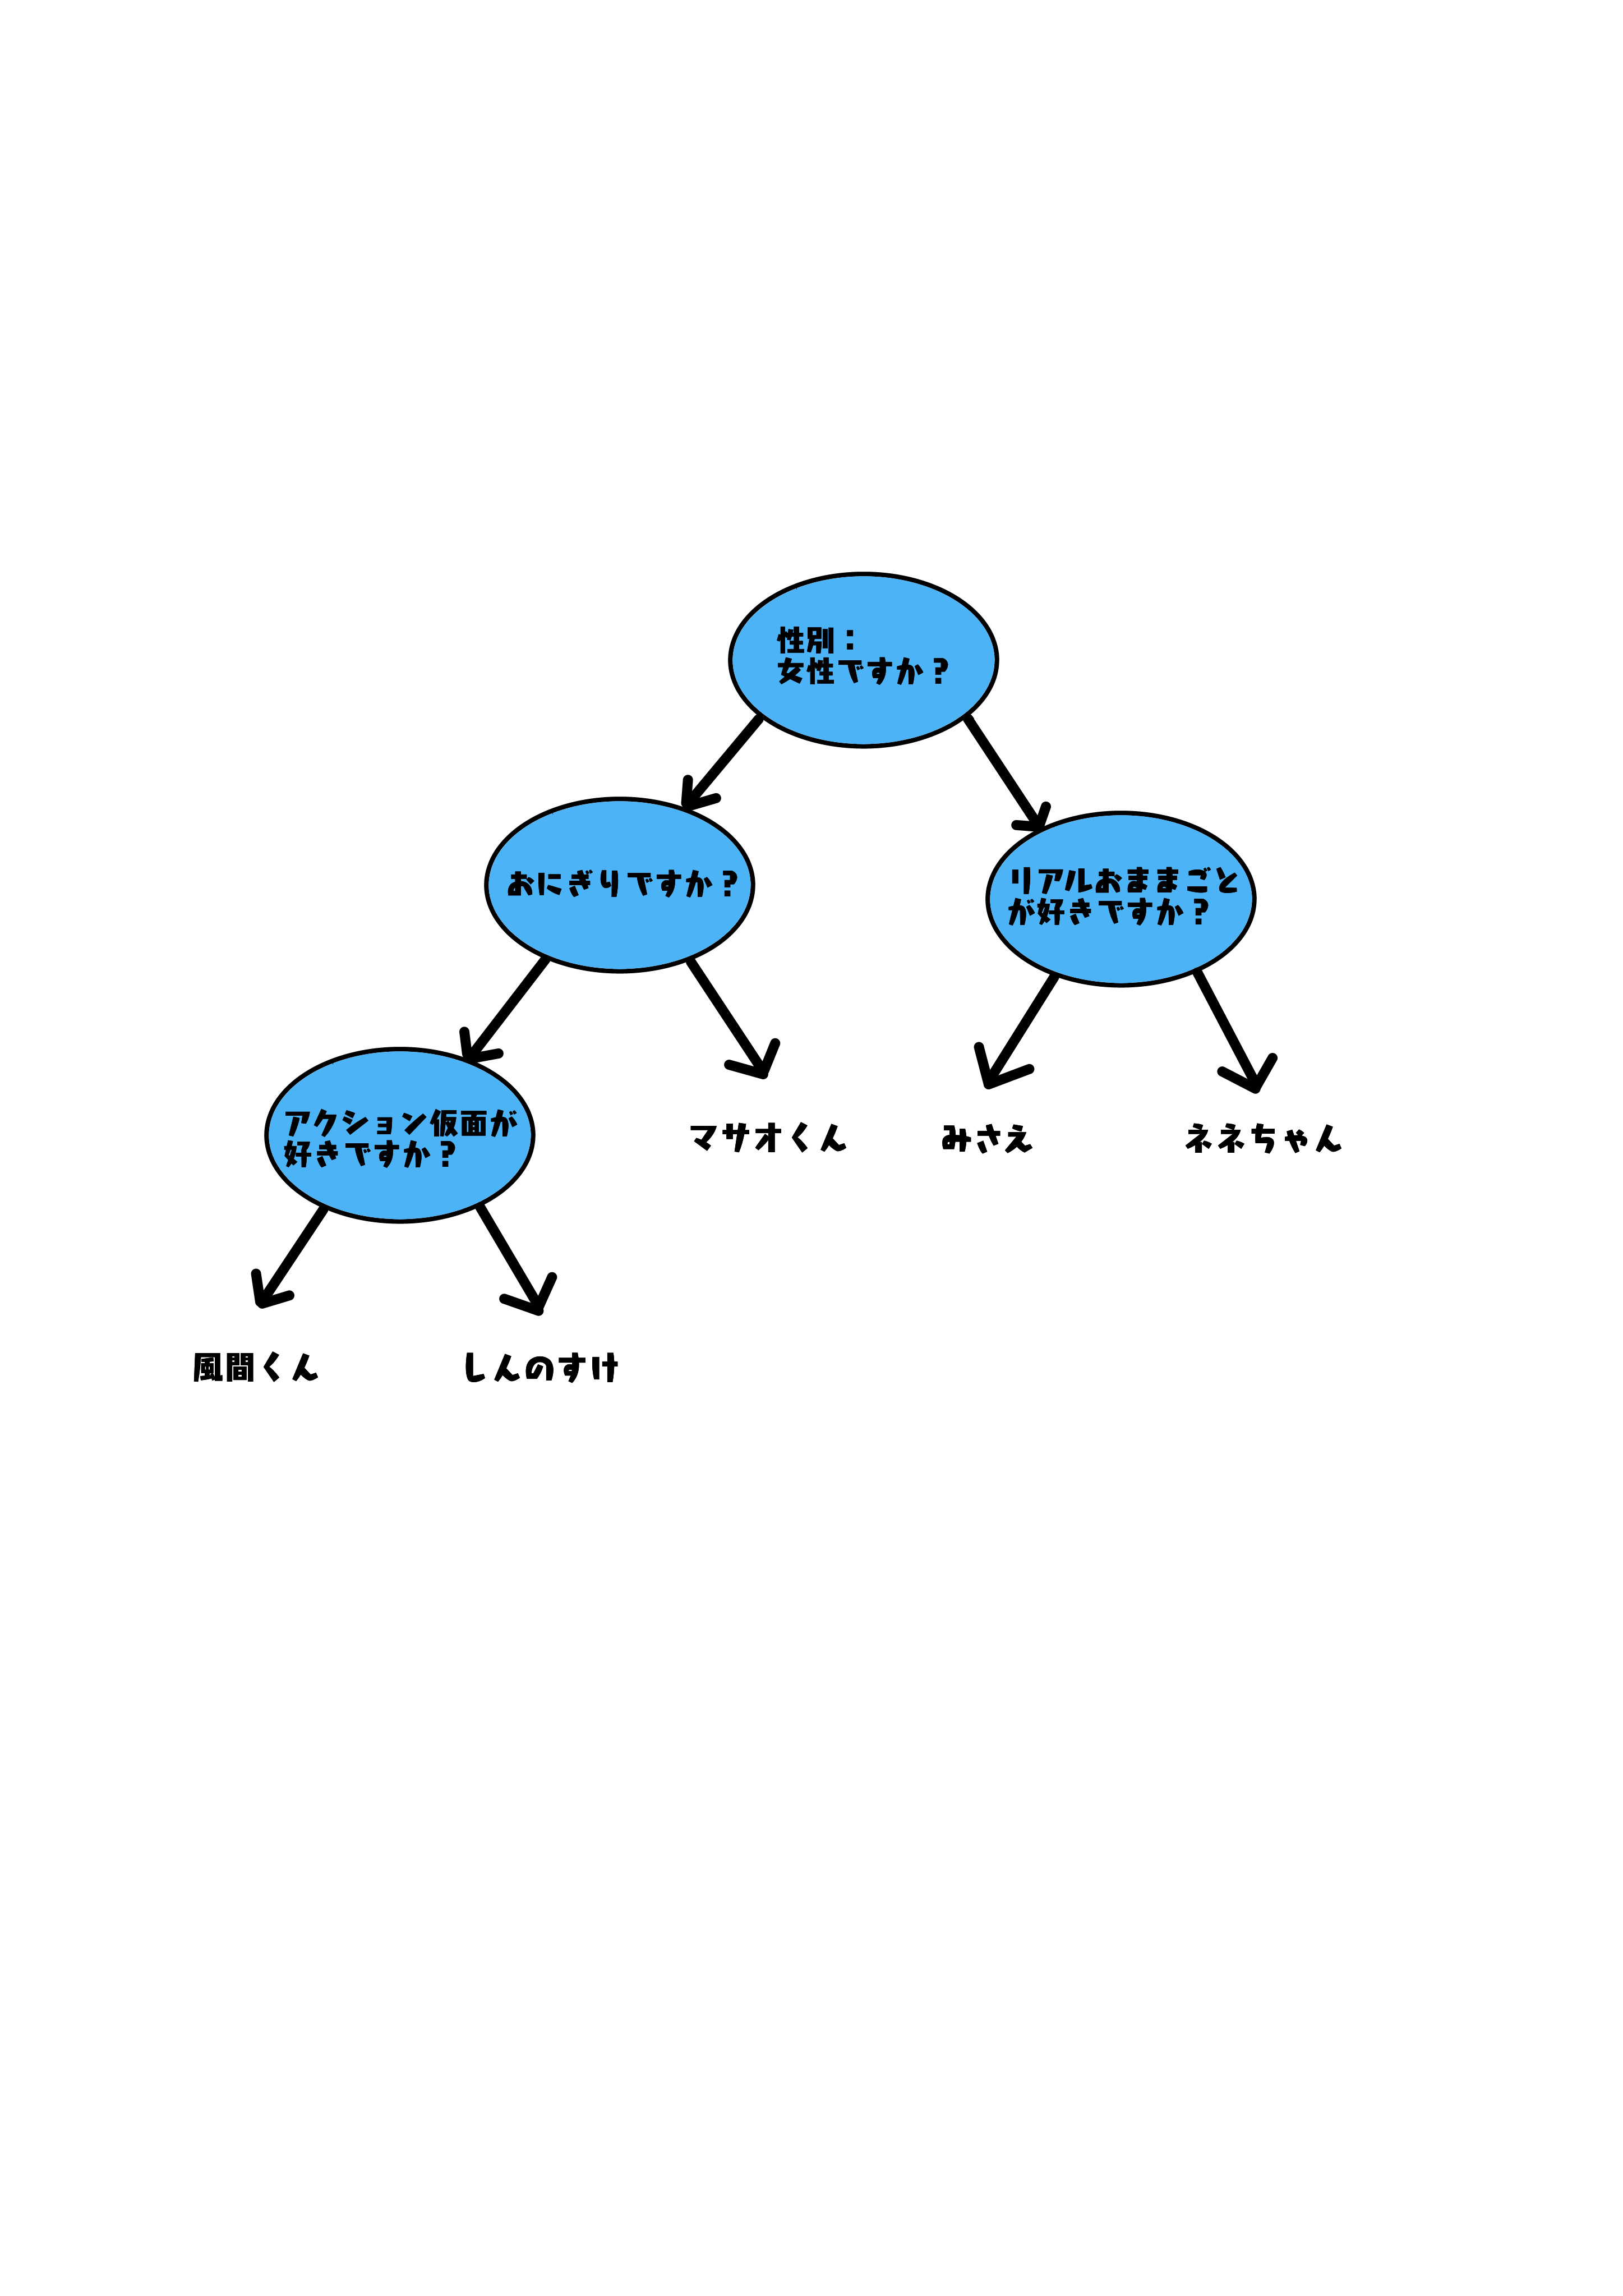 性別：
女性ですか？
おにぎりですか？
リアルおままごと
が好きですか？
アクション仮面が
好きですか？
マサオくん
みさえ
ネネちゃん
風間くん
しんのすけ